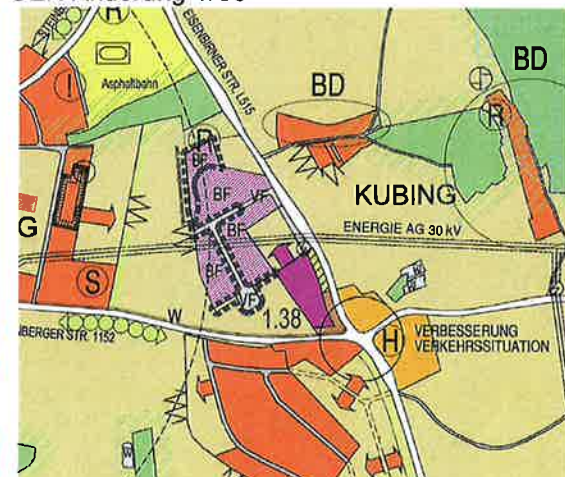 EISENBIRNER STR. L515
Asphaltbahn
BD
BD
R
KUBING
BF
BF
VF
BF
BF
VF
ENERGIE AG 30 kV
G
S
1.38
W
H
VERBESSERUNG
VERKEHRSSITUATION
BERGER STR. 1152
W